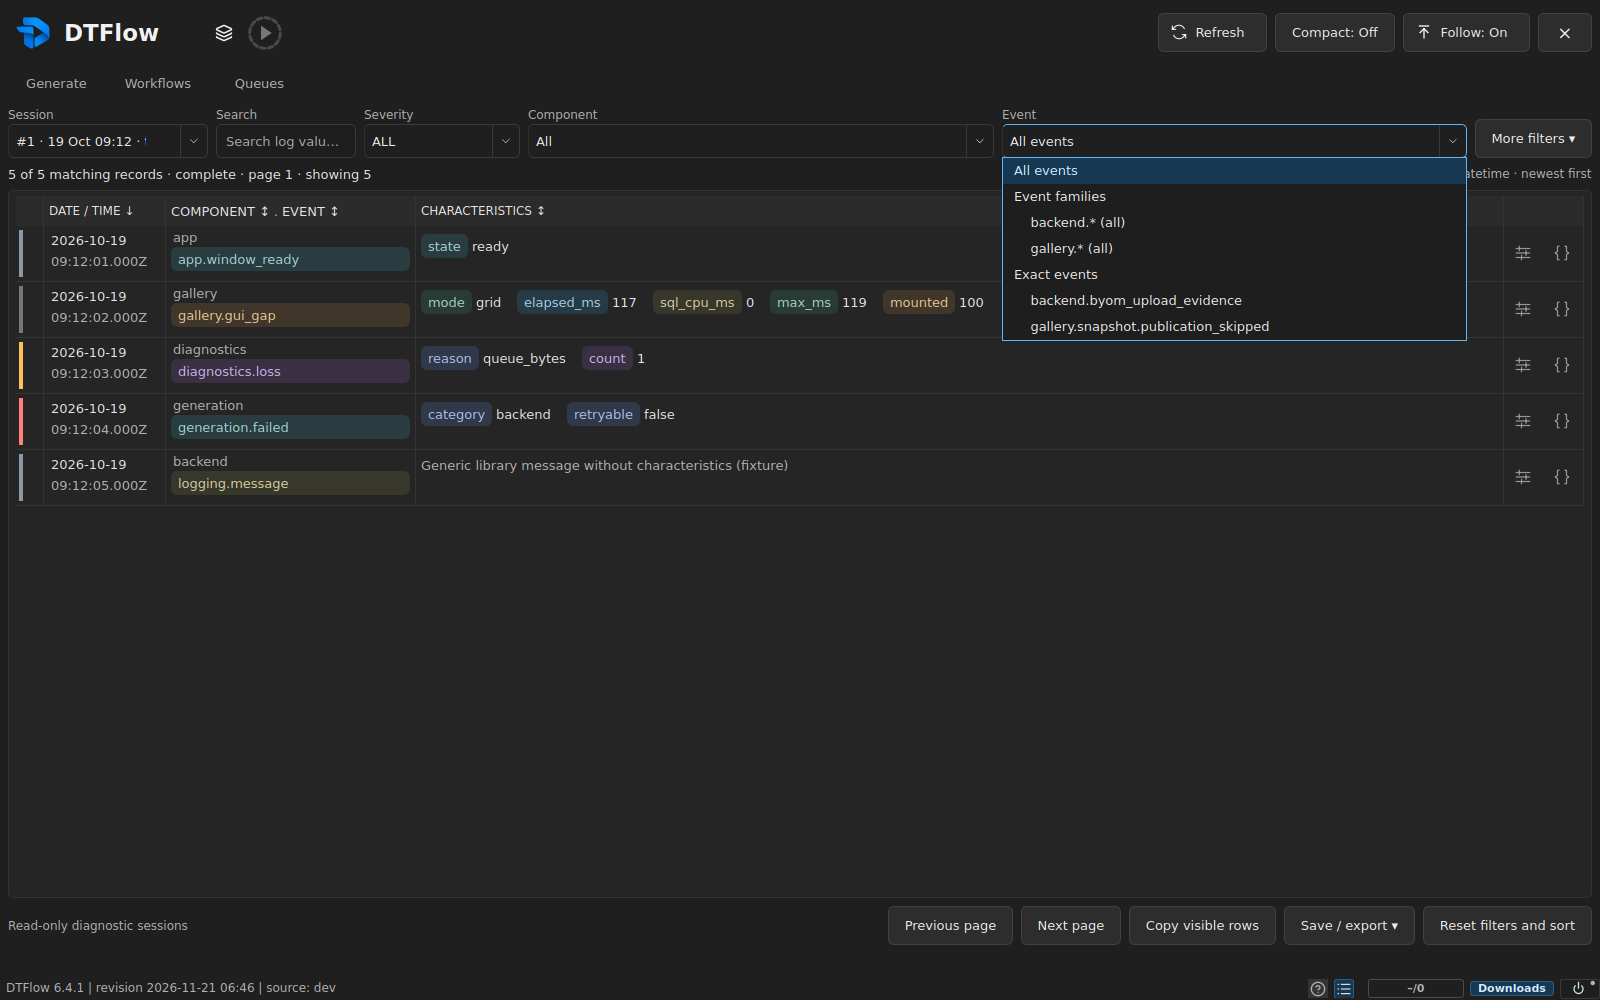 DTFlow
Refresh
Compact: Off
Follow: On
Generate
Workflows
Queues
Session
Search
Severity
Component
Event
#1 · 19 Oct 09:12 ·
Search log valu...
ALL
All
All events
More filters ▾
5 of 5 matching records · complete · page 1 · showing 5
newest first
All events
Event families
backend.* (all)
gallery.* (all)
Exact events
backend.byom_upload_evidence
gallery.snapshot.publication_skipped
DATE / TIME ↓
COMPONENT ↕ . EVENT ↕
CHARACTERISTICS ↕
2026-10-19
09:12:01.000Z
app
app.window_ready
state ready
{}
2026-10-19
09:12:02.000Z
gallery
gallery.gui_gap
mode grid elapsed_ms 117 sql_cpu_ms 0 max_ms 119 mounted 100
{}
2026-10-19
09:12:03.000Z
diagnostics
diagnostics.loss
reason queue_bytes count 1
{}
2026-10-19
09:12:04.000Z
generation
generation.failed
category backend retryable false
{}
2026-10-19
09:12:05.000Z
backend
logging.message
Generic library message without characteristics (fixture)
{}
Read-only diagnostic sessions
Previous page
Next page
Copy visible rows
Save / export ▾
Reset filters and sort
DTFlow 6.4.1 | revision 2026-11-21 06:46 | source: dev
–/0
Downloads